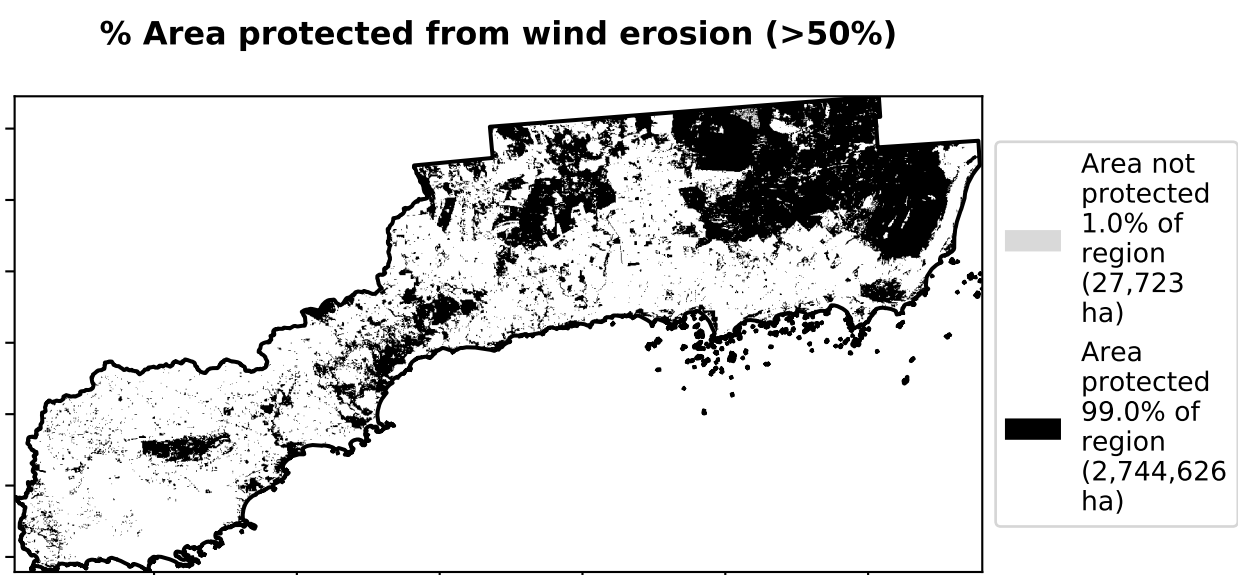 % Area protected from wind erosion (>50%)
Area not
protected
1.0% of
region
(27,723
ha)
Area
protected
99.0% of
region
(2,744,626
ha)